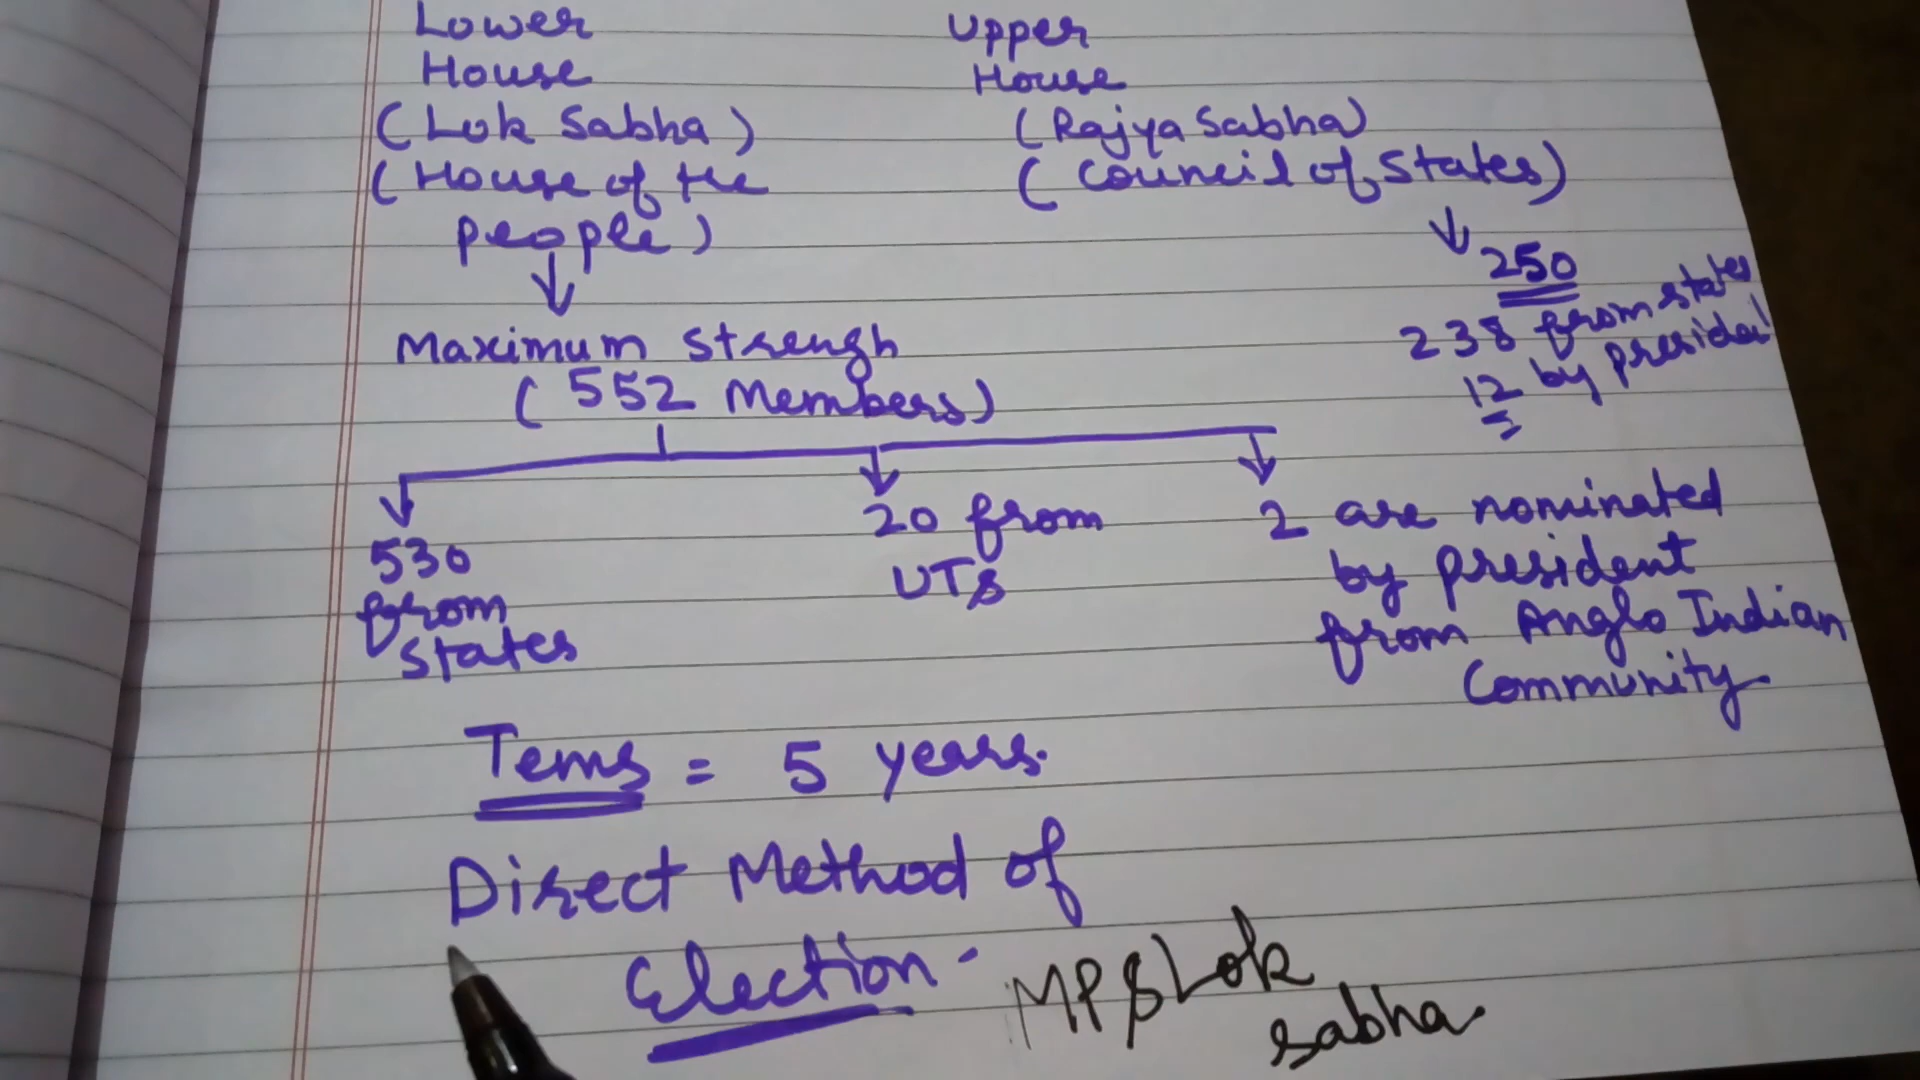 Lower
House
(Lok Sabha)
(House of the
people)
Upper
House
(Rajya Sabha)
(Council of States)
250
238 from states
12 by president
Maximum Strengh
(552 Members)
530
from
States
20 from
UTs
2 are nominated
by president
from Anglo Indian
Community
Tems = 5 years.
Direct Method of
Election.
MPs Lok
sabha.